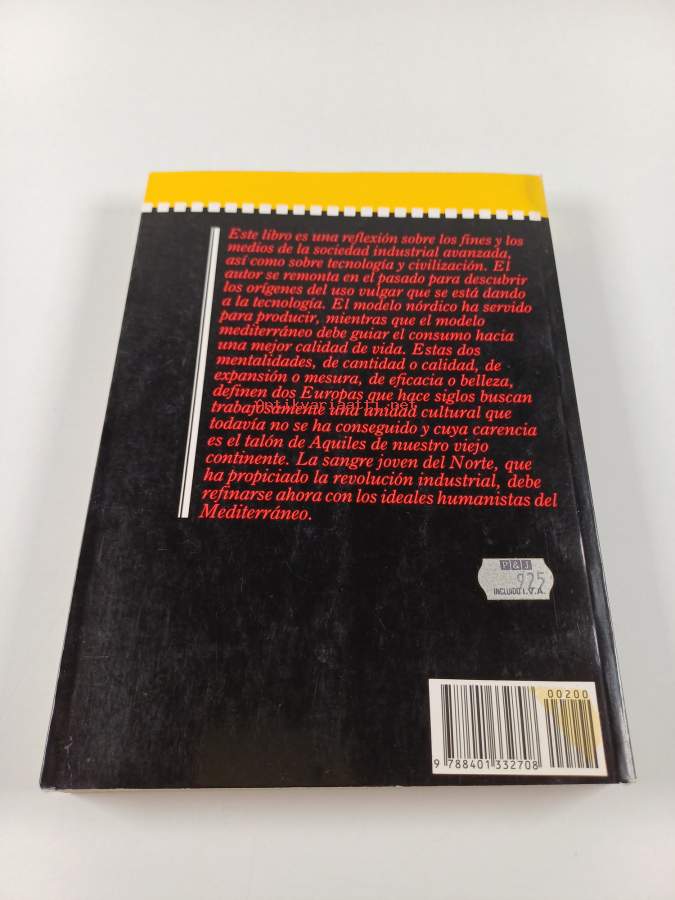 Este libro es una reflexión sobre los fines y los
medios de la sociedad industrial avanzada,
así como sobre tecnología y civilización. El
autor se remonta en el pasado para descubrir
los orígenes del uso vulgar que se está dando
a la tecnología. El modelo nórdico ha servido
para producir, mientras que el modelo
mediterráneo debe guiar el consumo hacia
una mejor calidad de vida. Estas dos
mentalidades, de cantidad o calidad, de
expansión o mesura, de eficacia o belleza,
definen dos Europas que hace siglos buscan
antikvariaatti.net
trabajosamente una unidad cultural que
todavía no se ha conseguido y cuya carencia
es el talón de Aquiles de nuestro viejo
continente. La sangre joven del Norte, que
ha propiciado la revolución industrial, debe
refinarse ahora con los ideales humanistas del
Mediterráneo.
P&J
925
INCLUIDO I.V.A.
00200
9 788401 332708